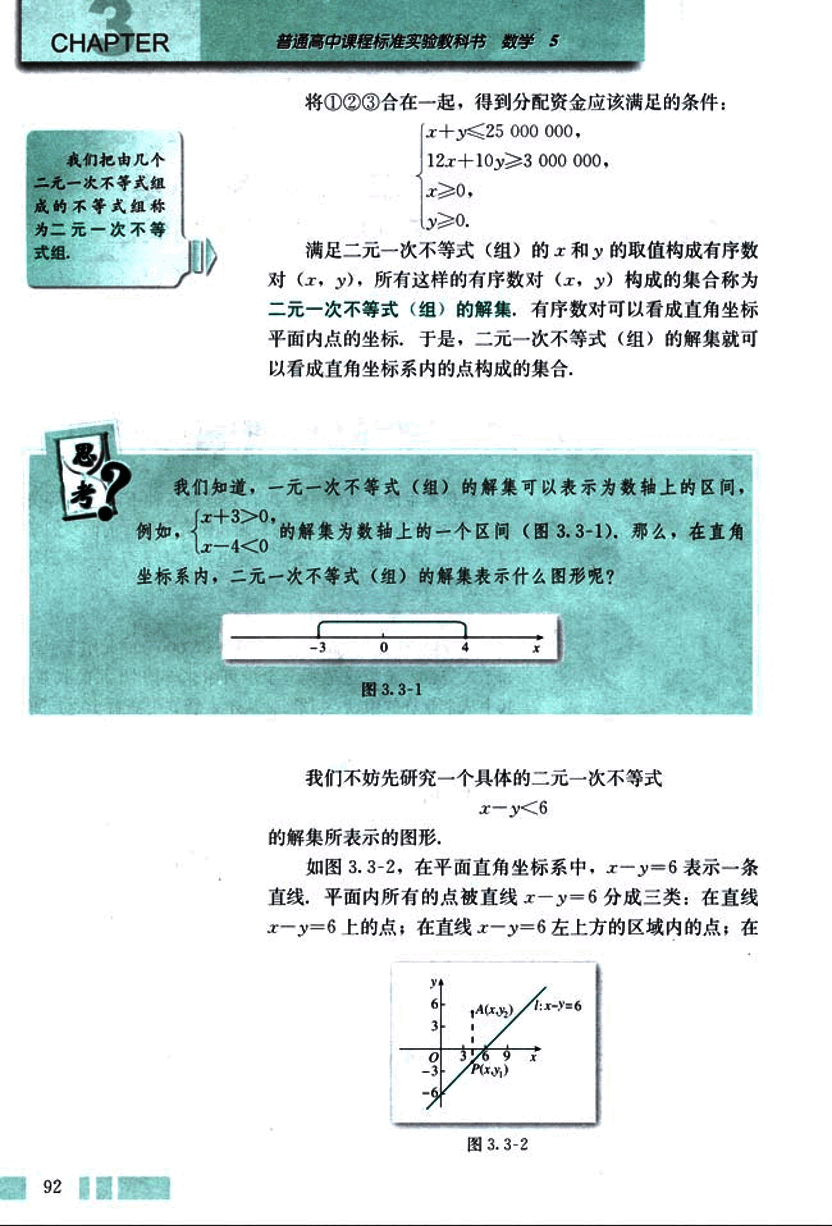 3
CHAPTER
普通高中课程标准实验教科书 数学 5
将①②③合在一起，得到分配资金应该满足的条件：
x+y≤25 000 000，
12x+10y≥3 000 000，
x≥0，
y≥0.
我们把由几个
二元一次不等式组
成的不等式组称
为二元一次不等
式组.
满足二元一次不等式（组）的 x 和 y 的取值构成有序数
对（x，y），所有这样的有序数对（x，y）构成的集合称为
二元一次不等式（组）的解集. 有序数对可以看成直角坐标
平面内点的坐标. 于是，二元一次不等式（组）的解集就可
以看成直角坐标系内的点构成的集合.
思考？
我们知道，一元一次不等式（组）的解集可以表示为数轴上的区间，
例如，{x+3>0, x-4<0 的解集为数轴上的一个区间（图 3.3-1）. 那么，在直角
坐标系内，二元一次不等式（组）的解集表示什么图形呢？
-3 0 4 x
图 3.3-1
我们不妨先研究一个具体的二元一次不等式
x-y<6
的解集所表示的图形.
如图 3.3-2，在平面直角坐标系中，x-y=6 表示一条
直线. 平面内所有的点被直线 x-y=6 分成三类：在直线
x-y=6 上的点；在直线 x-y=6 左上方的区域内的点；在
y
6 A(x,y₂) l:x-y=6
3
O 3 6 9 x
-3 P(x,y₁)
-6
图 3.3-2
92